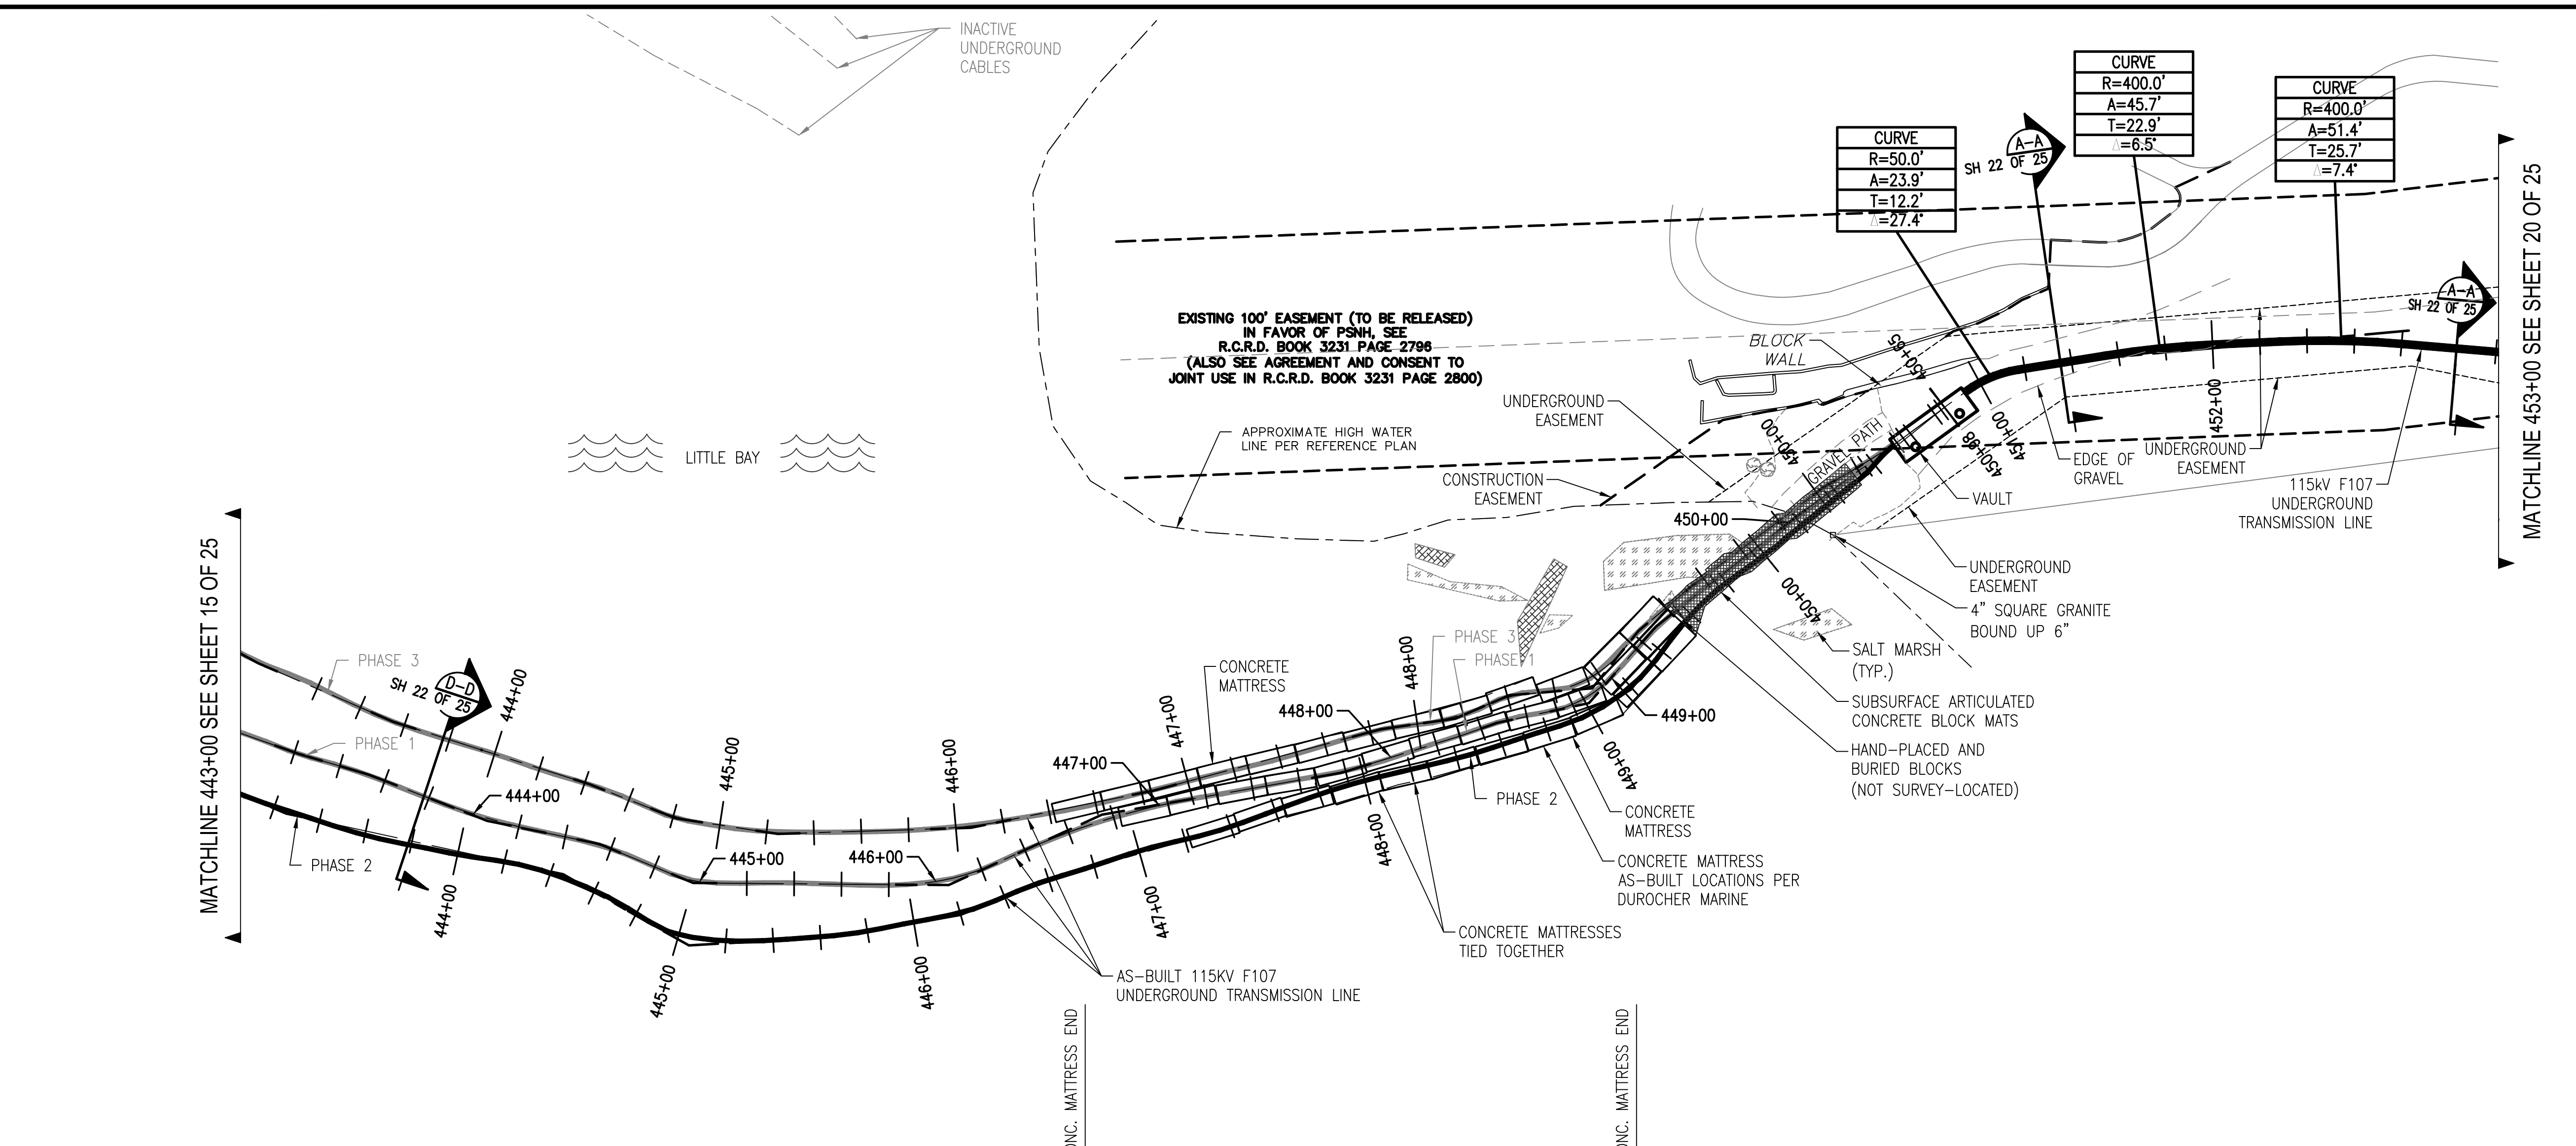 INACTIVE
UNDERGROUND
CABLES
CURVE
R=50.0'
A=23.9'
T=12.2'
Δ=27.4°
A-A
SH 22 OF 25
CURVE
R=400.0'
A=45.7'
T=22.9'
Δ=6.5°
CURVE
R=400.0'
A=51.4'
T=25.7'
Δ=7.4°
A-A
SH 22 OF 25
MATCHLINE 453+00 SEE SHEET 20 OF 25
EXISTING 100' EASEMENT (TO BE RELEASED)
IN FAVOR OF PSNH, SEE
R.C.R.D. BOOK 3231 PAGE 2796
(ALSO SEE AGREEMENT AND CONSENT TO
JOINT USE IN R.C.R.D. BOOK 3231 PAGE 2800)
BLOCK
WALL
450+65
UNDERGROUND
EASEMENT
450+00
GRAVEL PATH
451+00
450+98
452+00
EDGE OF
GRAVEL
UNDERGROUND
EASEMENT
115kV F107
UNDERGROUND
TRANSMISSION LINE
APPROXIMATE HIGH WATER
LINE PER REFERENCE PLAN
LITTLE BAY
CONSTRUCTION
EASEMENT
VAULT
450+00
UNDERGROUND
EASEMENT
4" SQUARE GRANITE
BOUND UP 6"
450+00
SALT MARSH
(TYP.)
SUBSURFACE ARTICULATED
CONCRETE BLOCK MATS
HAND-PLACED AND
BURIED BLOCKS
(NOT SURVEY-LOCATED)
MATCHLINE 443+00 SEE SHEET 15 OF 25
PHASE 3
D-D
SH 22 OF 25
444+00
PHASE 1
444+00
PHASE 2
444+00
445+00
445+00
445+00
446+00
446+00
446+00
447+00
447+00
447+00
CONCRETE
MATTRESS
448+00
448+00
PHASE 3
PHASE 1
448+00
449+00
449+00
PHASE 2
CONCRETE
MATTRESS
CONCRETE MATTRESS
AS-BUILT LOCATIONS PER
DUROCHER MARINE
CONCRETE MATTRESSES
TIED TOGETHER
AS-BUILT 115KV F107
UNDERGROUND TRANSMISSION LINE
MATTRESS END
MATTRESS END